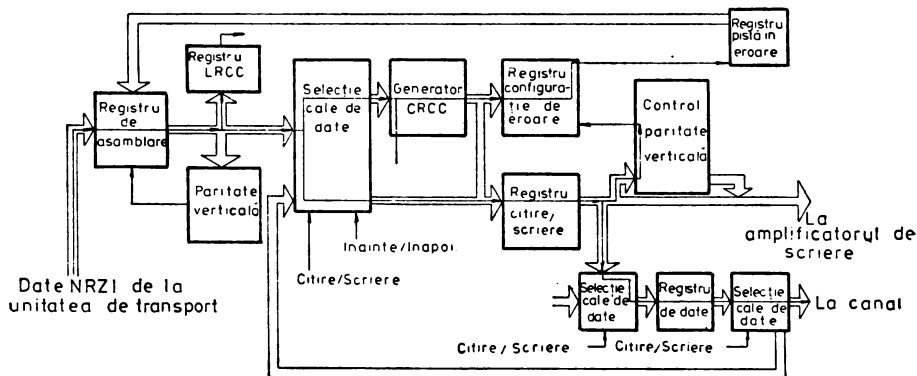 Registru
pistă în
eroare
Registru
LRCC
Registru
de
asamblare
Selecție
cale de
date
Generator
CRCC
Registru
configura-
ție de
eroare
Control
paritate
verticală
Paritate
verticală
Registru
citire/
scriere
Inainte/Inapoi
Citire/Scriere
La
amplificatorul de
scriere
Date NRZI de la
unitatea de transport
Selecție
cale de
date
Registru
de date
Selecție
cale de
date
La canal
Citire/Scriere
Citire/Scriere